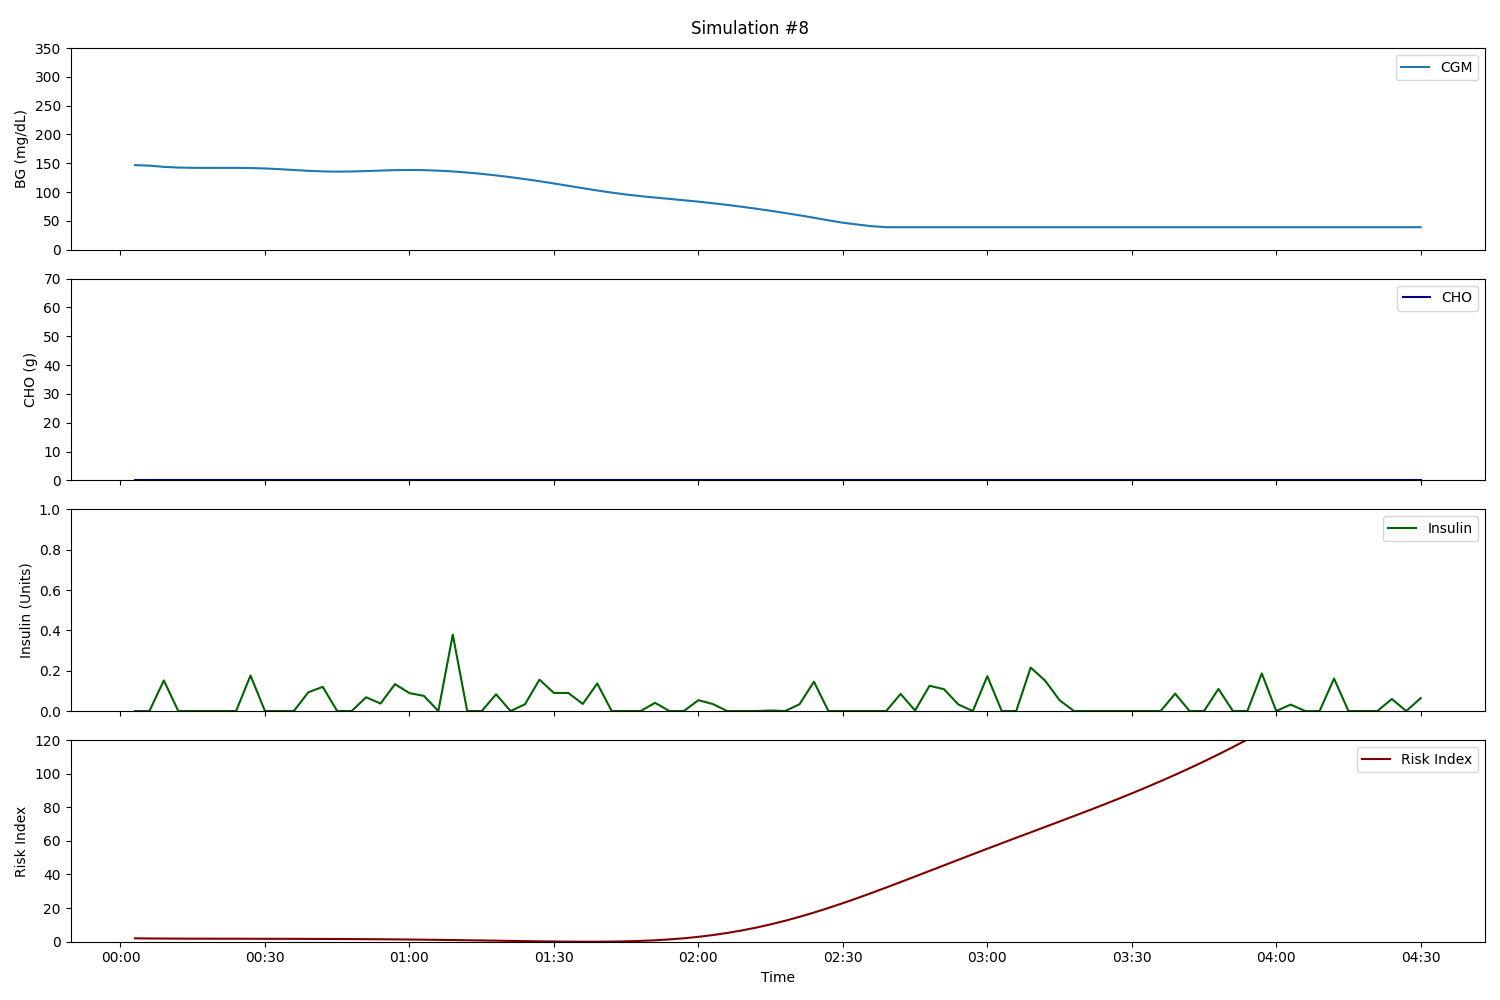 Simulation #8
350
300
250
200
150
100
50
0
BG (mg/dL)
CGM
70
60
50
40
30
20
10
0
CHO (g)
CHO
1.0
0.8
0.6
0.4
0.2
0.0
Insulin (Units)
Insulin
120
100
80
60
40
20
0
Risk Index
Risk Index
00:00 00:30 01:00 01:30 02:00 02:30 03:00 03:30 04:00 04:30
Time